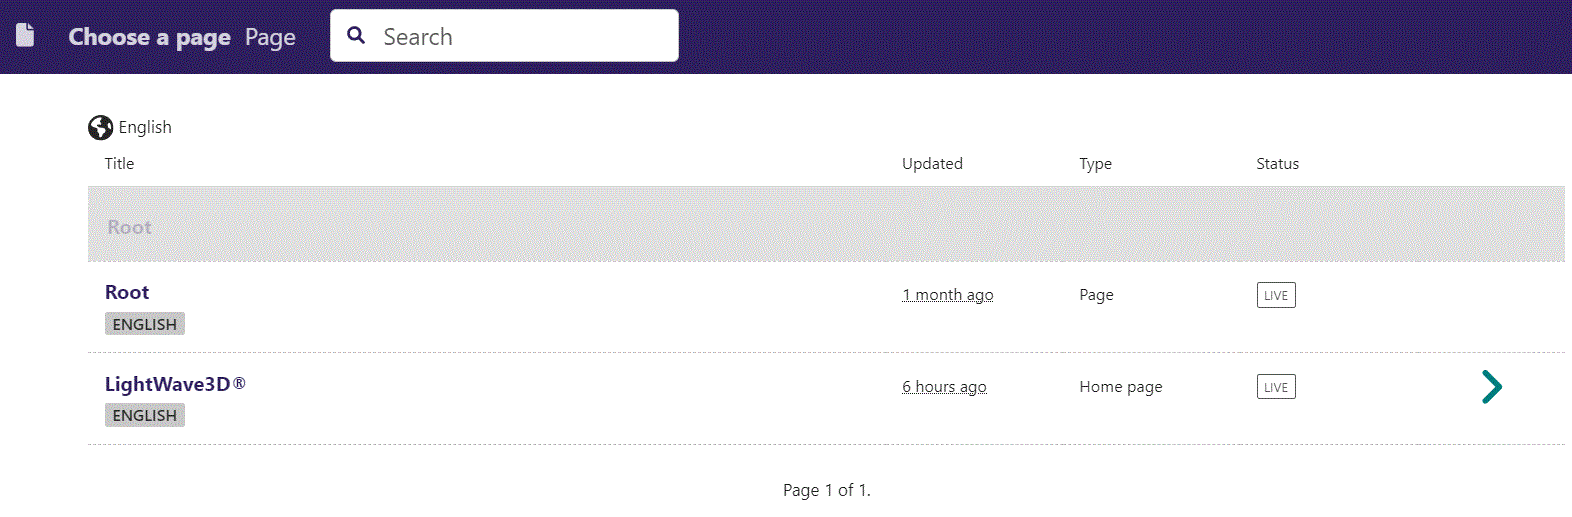 Choose a page Page Search
English
Title Updated Type Status
Root
Root 1 month ago Page LIVE
ENGLISH
LightWave3D® 6 hours ago Home page LIVE
ENGLISH
Page 1 of 1.